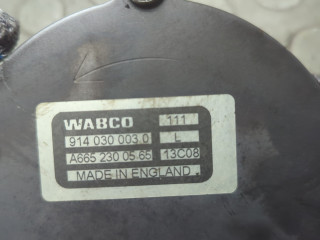 WABCO 111
914 030 003 0 L
A665 230 05 65 13C08
MADE IN ENGLAND